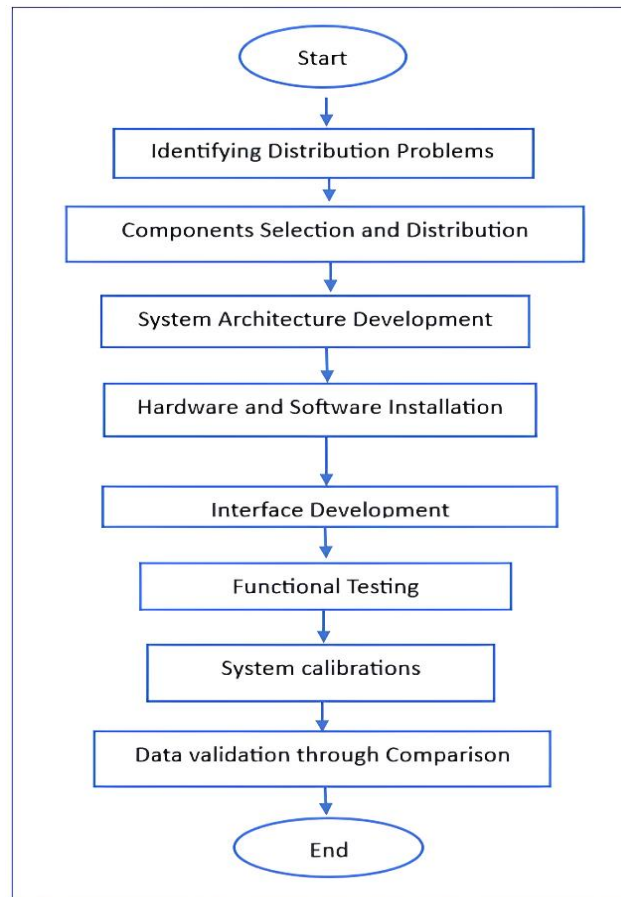 Start
Identifying Distribution Problems
Components Selection and Distribution
System Architecture Development
Hardware and Software Installation
Interface Development
Functional Testing
System calibrations
Data validation through Comparison
End